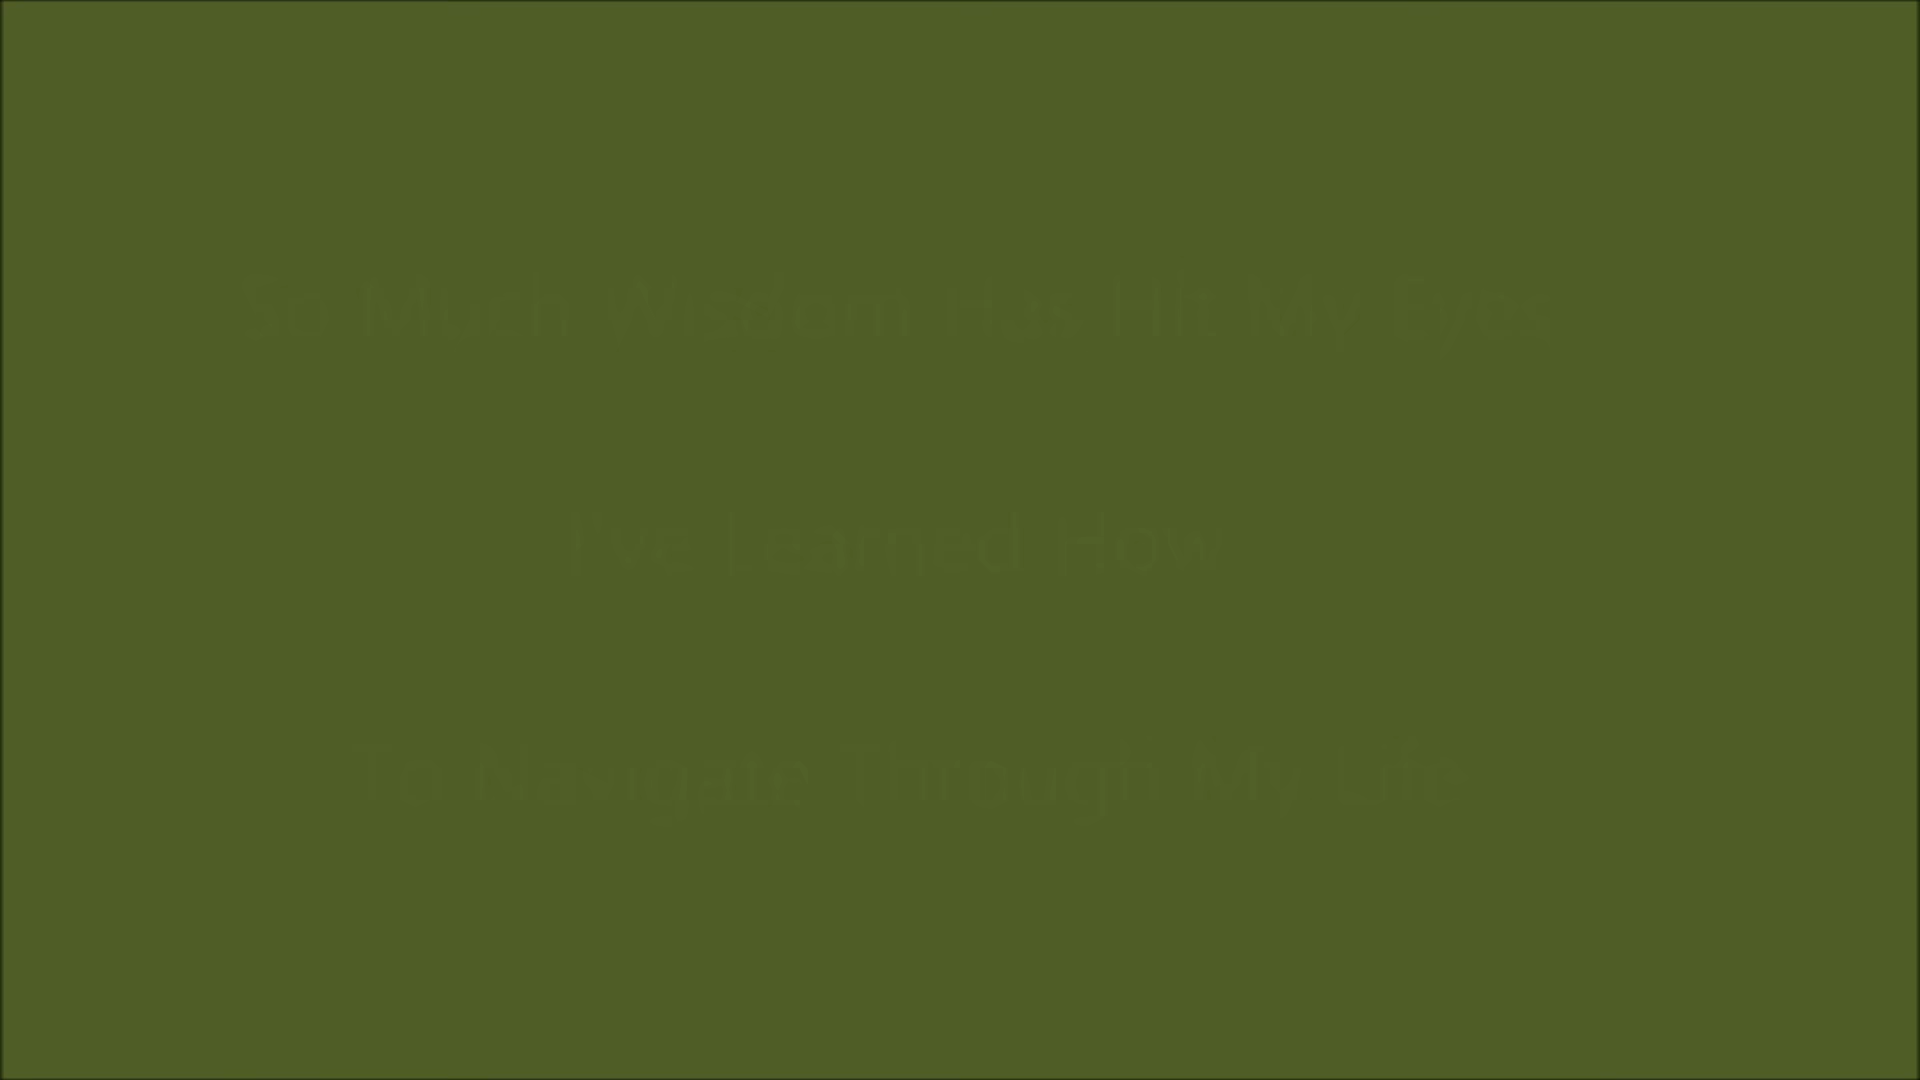 So Much Wisdom Has Hit My Eyes
I've Learned How
To Navigate Through My Life